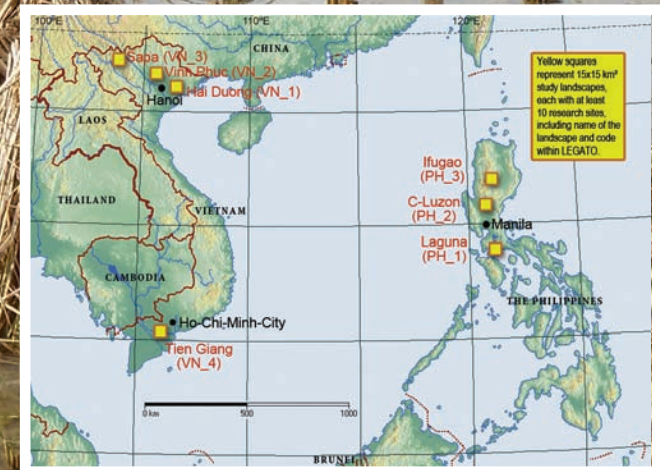 100°E
110°E
120°E
CHINA
Sapa (VN_3)
Vinh Phuc (VN_2)
Hai Duong (VN_1)
Hanoi
LAOS
THAILAND
VIETNAM
CAMBODIA
Ho-Chi-Minh-City
Tien Giang
(VN_4)
0 km
500
1000
BRUNEI
Yellow squares
represent 15x15 km²
study landscapes,
each with at least
10 research sites,
including name of the
landscape and code
within LEGATO.
Ifugao
(PH_3)
C-Luzon
(PH_2)
Manila
Laguna
(PH_1)
THE PHILIPPINES